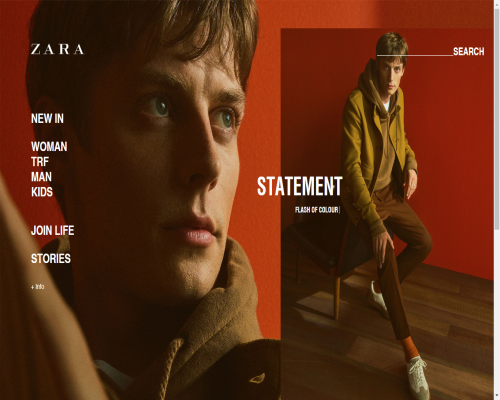 ZARA
SEARCH
NEW IN
WOMAN
TRF
MAN
KIDS
JOIN LIFE
STORIES
+ Info
STATEMENT
FLASH OF COLOUR